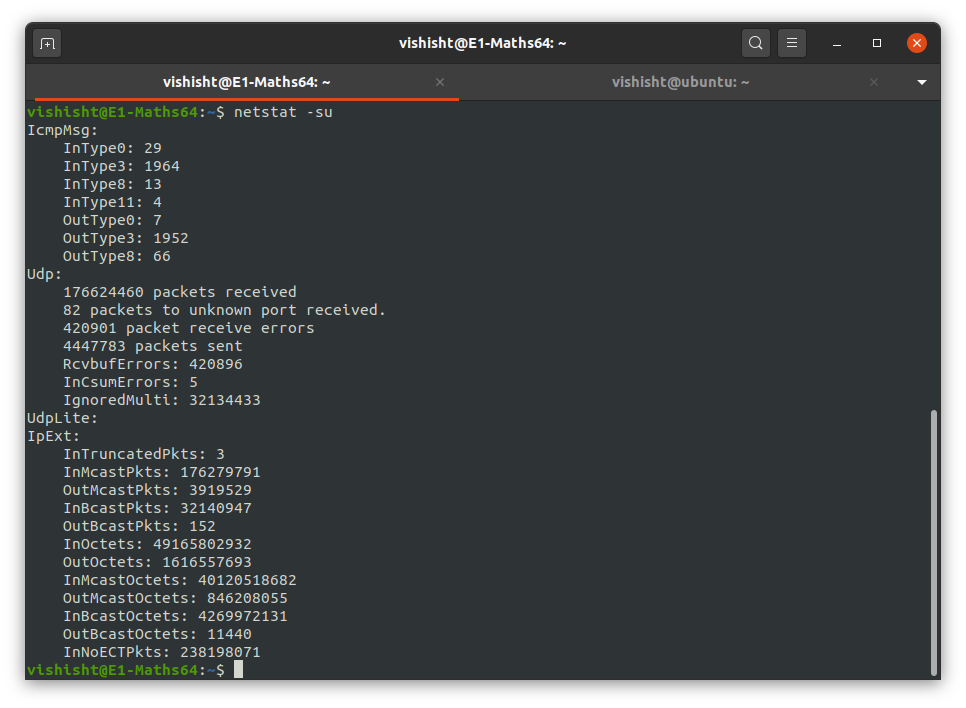 vishisht@E1-Maths64: ~
vishisht@E1-Maths64: ~
vishisht@ubuntu: ~
vishisht@E1-Maths64:~$ netstat -su
IcmpMsg:
    InType0: 29
    InType3: 1964
    InType8: 13
    InType11: 4
    OutType0: 7
    OutType3: 1952
    OutType8: 66
Udp:
    176624460 packets received
    82 packets to unknown port received.
    420901 packet receive errors
    4447783 packets sent
    RcvbufErrors: 420896
    InCsumErrors: 5
    IgnoredMulti: 32134433
UdpLite:
IpExt:
    InTruncatedPkts: 3
    InMcastPkts: 176279791
    OutMcastPkts: 3919529
    InBcastPkts: 32140947
    OutBcastPkts: 152
    InOctets: 49165802932
    OutOctets: 1616557693
    InMcastOctets: 40120518682
    OutMcastOctets: 846208055
    InBcastOctets: 4269972131
    OutBcastOctets: 11440
    InNoECTPkts: 238198071
vishisht@E1-Maths64:~$